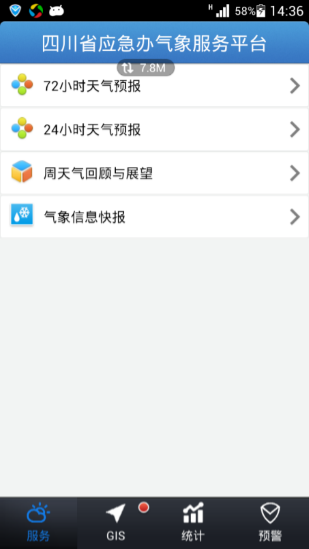 H 58% 14:36
四川省应急办气象服务平台
7.8M
72小时天气预报
24小时天气预报
周天气回顾与展望
气象信息快报
服务 GIS 统计 预警